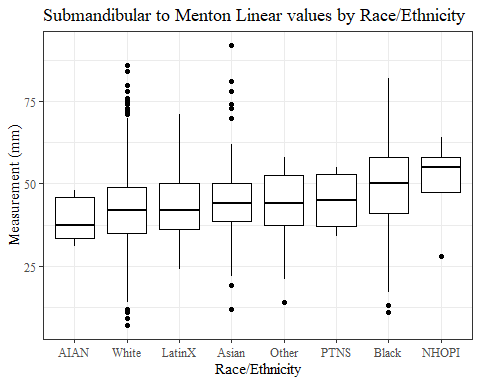 Submandibular to Menton Linear values by Race/Ethnicity
Measurement (mm)
75
50
25
AIAN White LatinX Asian Other PTNS Black NHOPI
Race/Ethnicity